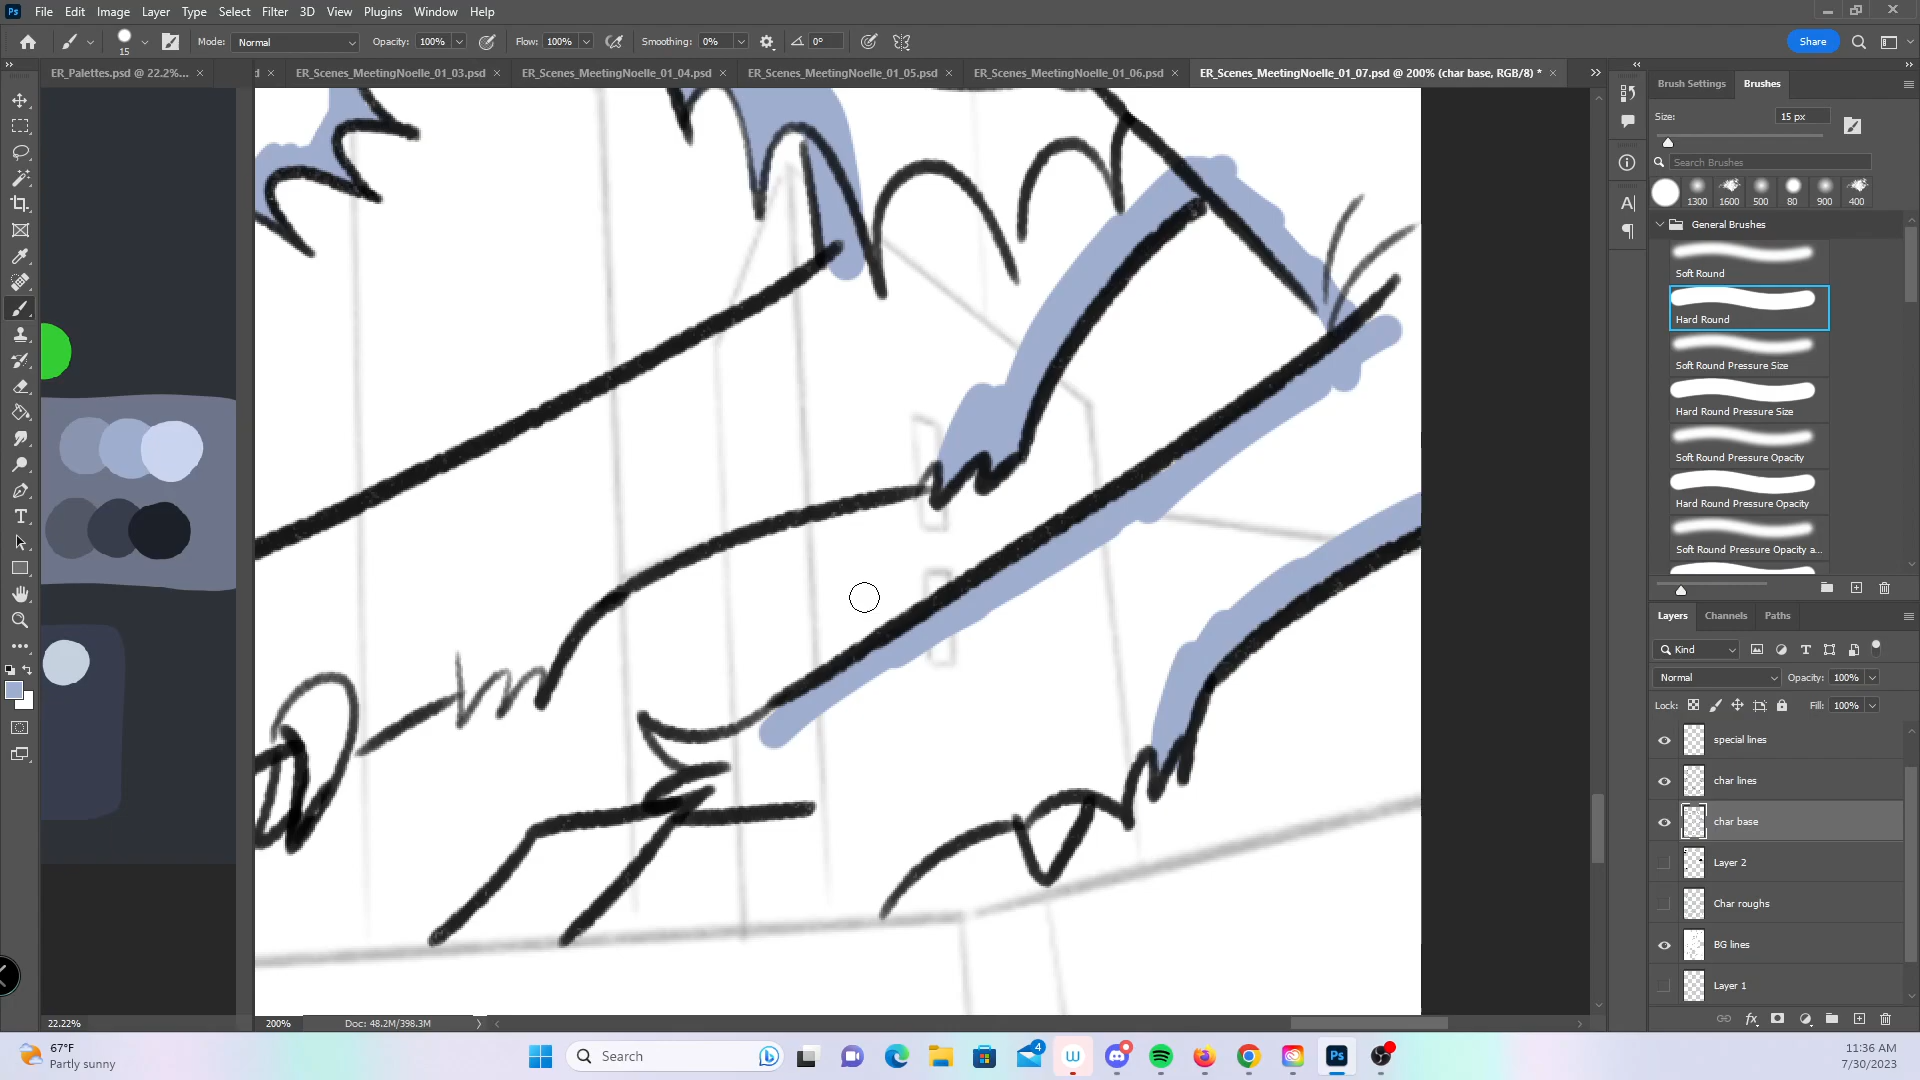 Ps File Edit Image Layer Type Select Filter 3D View Plugins Window Help
15 Mode: Normal Opacity: 100% Flow: 100% Smoothing: 0% 0° Share
ER_Palettes.psd @ 22.2%... × d × ER_Scenes_MeetingNoelle_01_03.psd × ER_Scenes_MeetingNoelle_01_04.psd × ER_Scenes_MeetingNoelle_01_05.psd × ER_Scenes_MeetingNoelle_01_06.psd × ER_Scenes_MeetingNoelle_01_07.psd @ 200% (char base, RGB/8) * ×
Brush Settings Brushes
Size: 15 px
Search Brushes
1300 1600 500 80 900 400
General Brushes
Soft Round
Hard Round
Soft Round Pressure Size
Hard Round Pressure Size
Soft Round Pressure Opacity
Hard Round Pressure Opacity
Soft Round Pressure Opacity a...
Layers Channels Paths
Kind
Normal Opacity: 100%
Lock: Fill: 100%
special lines
char lines
char base
Layer 2
Char roughs
BG lines
Layer 1
22.22% 200% Doc: 48.2M/398.3M
67°F
Partly sunny
Search
4
Ps
11:36 AM
7/30/2023